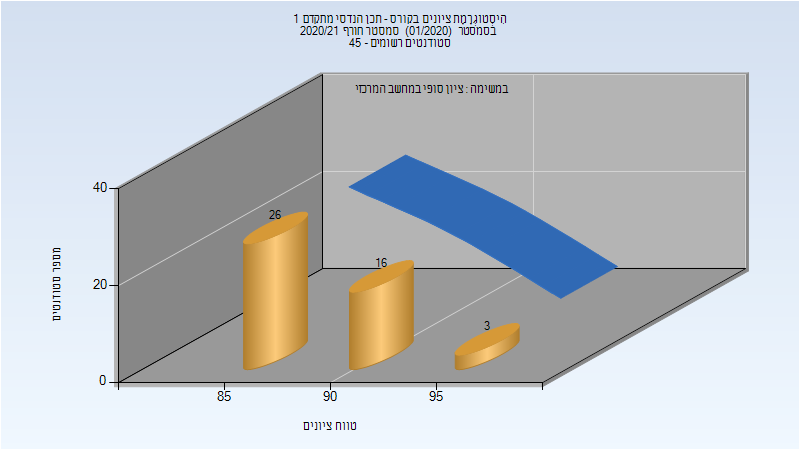 היסטוגרמת ציונים בקורס - תכן הנדסי מתקדם 1
בסמסטר (01/2020) סמסטר חורף 2020/21
סטודנטים רשומים - 45
במשימה : ציון סופי במחשב המרכזי
מספר סטודנטים
40
20
0
26
16
3
85
90
95
טווח ציונים